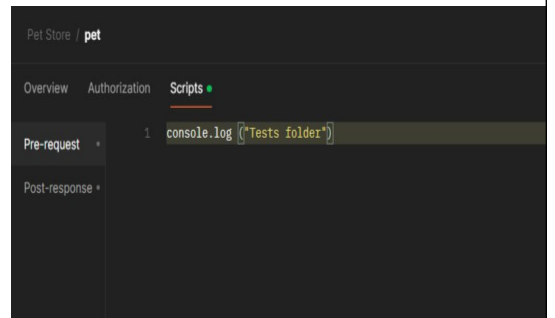 Pet Store / pet
Overview Authorization Scripts
Pre-request
1 console.log ("Tests folder")
Post-response